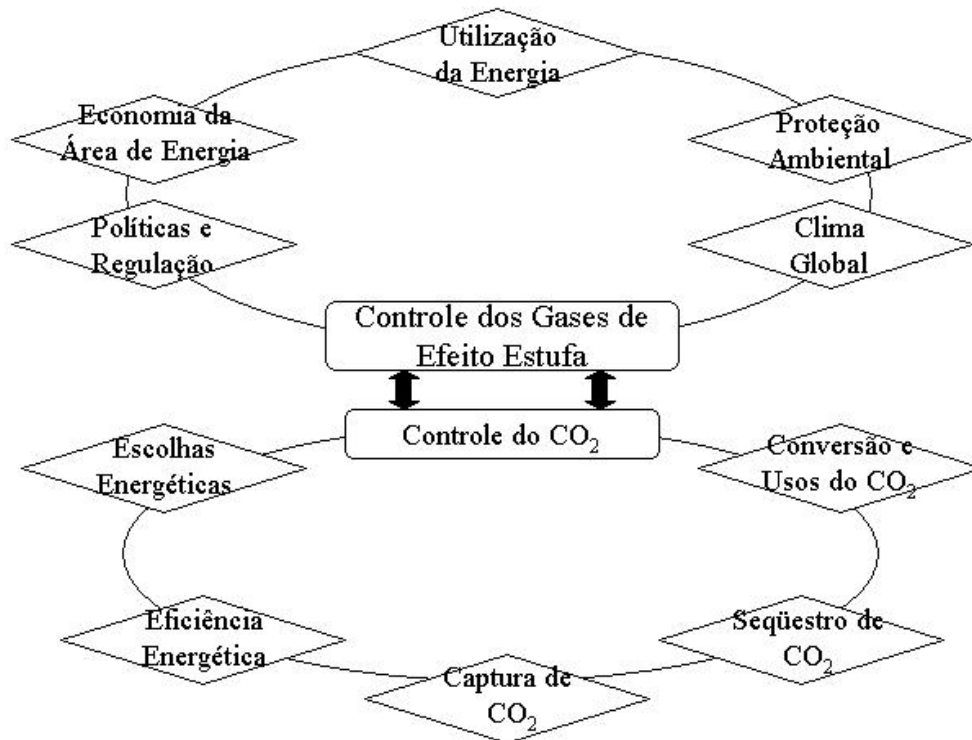 Utilização
da Energia
Economia da
Área de Energia
Proteção
Ambiental
Políticas e
Regulação
Clima
Global
Controle dos Gases de
Efeito Estufa
Controle do CO₂
Escolhas
Energéticas
Conversão e
Usos do CO₂
Eficiência
Energética
Seqüestro de
CO₂
Captura de
CO₂